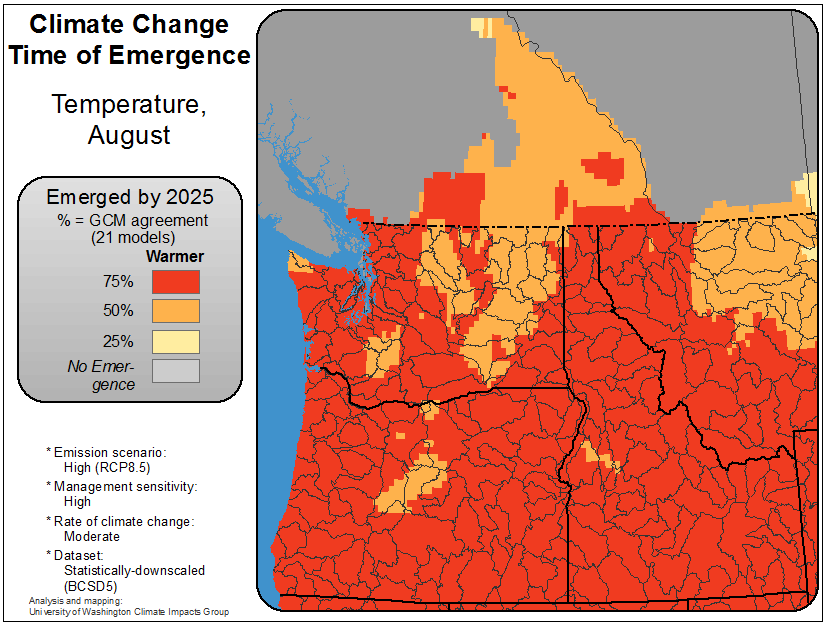 Climate Change
Time of Emergence
Temperature,
August
Emerged by 2025
% = GCM agreement
(21 models)
Warmer
75%
50%
25%
No Emer-
gence
* Emission scenario:
High (RCP8.5)
* Management sensitivity:
High
* Rate of climate change:
Moderate
* Dataset:
Statistically-downscaled
(BCSD5)
Analysis and mapping:
University of Washington Climate Impacts Group